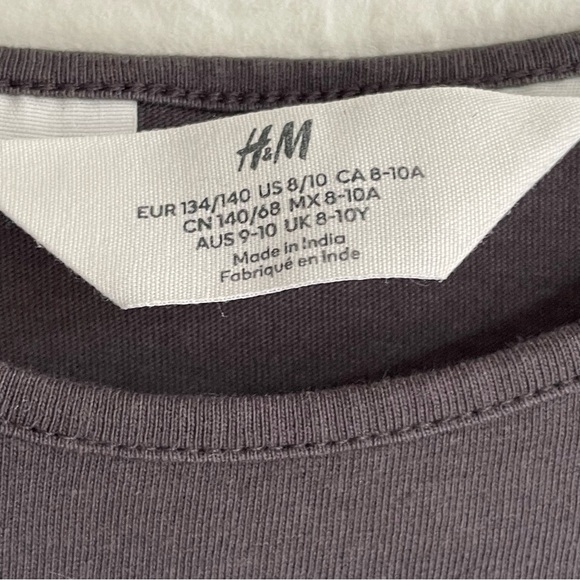 H&M
EUR 134/140 US 8/10 CA 8-10A
CN 140/68 MX 8-10A
AUS 9-10 UK 8-10Y
Made in India
Fabriqué en Inde